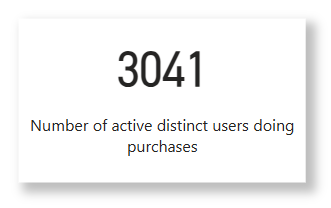 3041
Number of active distinct users doing
purchases